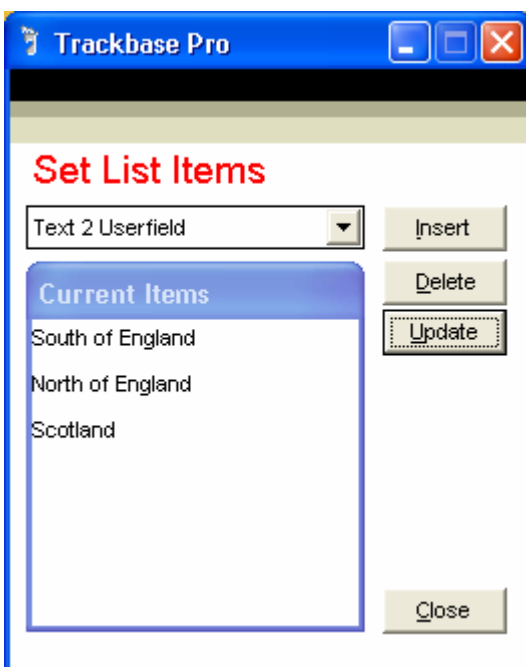 Trackbase Pro
Set List Items
Text 2 Userfield
Insert
Current Items
Delete
South of England
Update
North of England
Scotland
Close